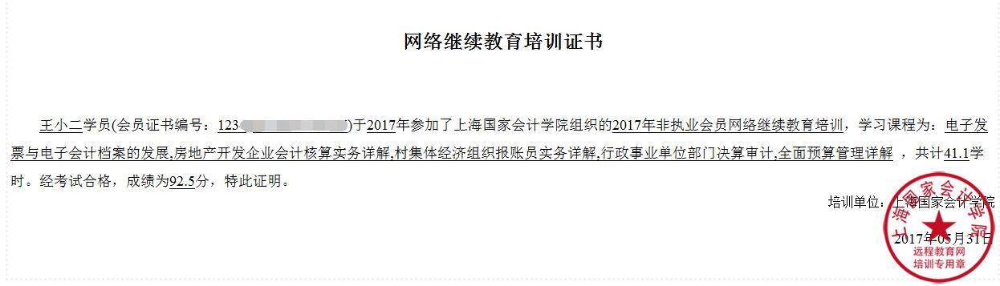 网络继续教育培训证书
王小二学员(会员证书编号：123)于2017年参加了上海国家会计学院组织的2017年非执业会员网络继续教育培训，学习课程为：电子发
票与电子会计档案的发展,房地产开发企业会计核算实务详解,村集体经济组织报账员实务详解,行政事业单位部门决算审计,全面预算管理详解 ，共计41.1学
时。经考试合格，成绩为92.5分，特此证明。
培训单位：上海国家会计学院
上海国家会计学院
2017年05月31日
远程教育网
培训专用章